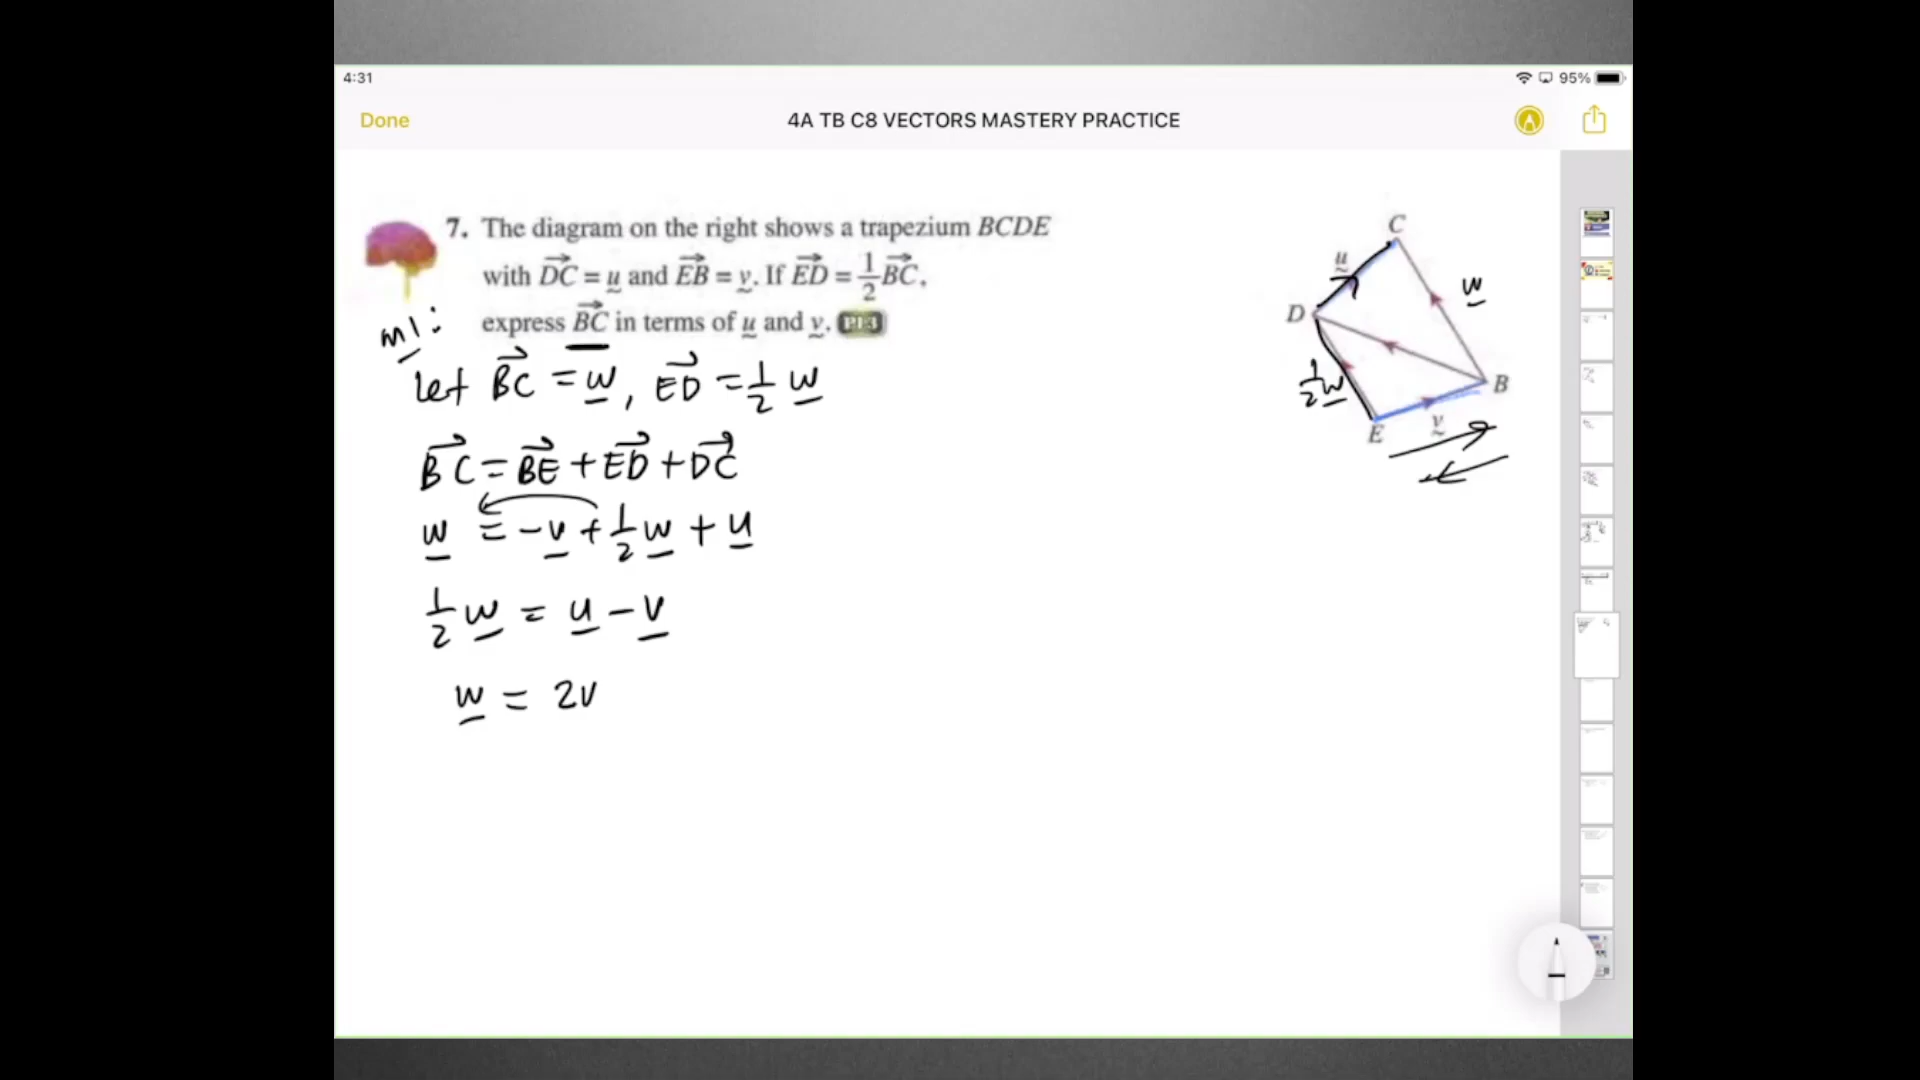 4:31
95%
Done
4A TB C8 VECTORS MASTERY PRACTICE
7. The diagram on the right shows a trapezium BCDE
with DC = u and EB = v. If ED = 1/2 BC,
express BC in terms of u and v. PL3
m1:
Let BC = w, ED = 1/2 w
BC = BE + ED + DC
w = -v + 1/2 w + u
1/2 w = u - v
w = 2v
C
u
w
D
1/2 w
B
E
v